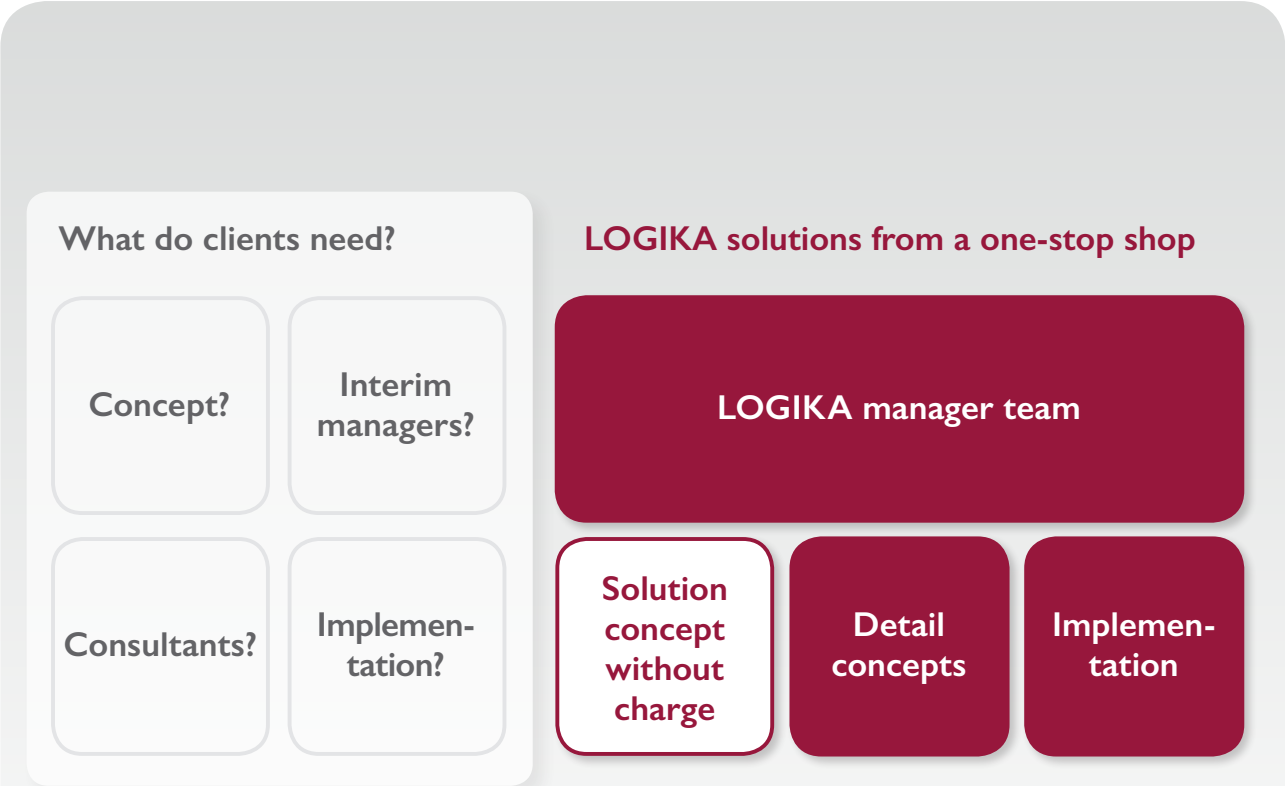 What do clients need?
Concept?
Interim
managers?
Consultants?
Implemen-
tation?
LOGIKA solutions from a one-stop shop
LOGIKA manager team
Solution
concept
without
charge
Detail
concepts
Implemen-
tation